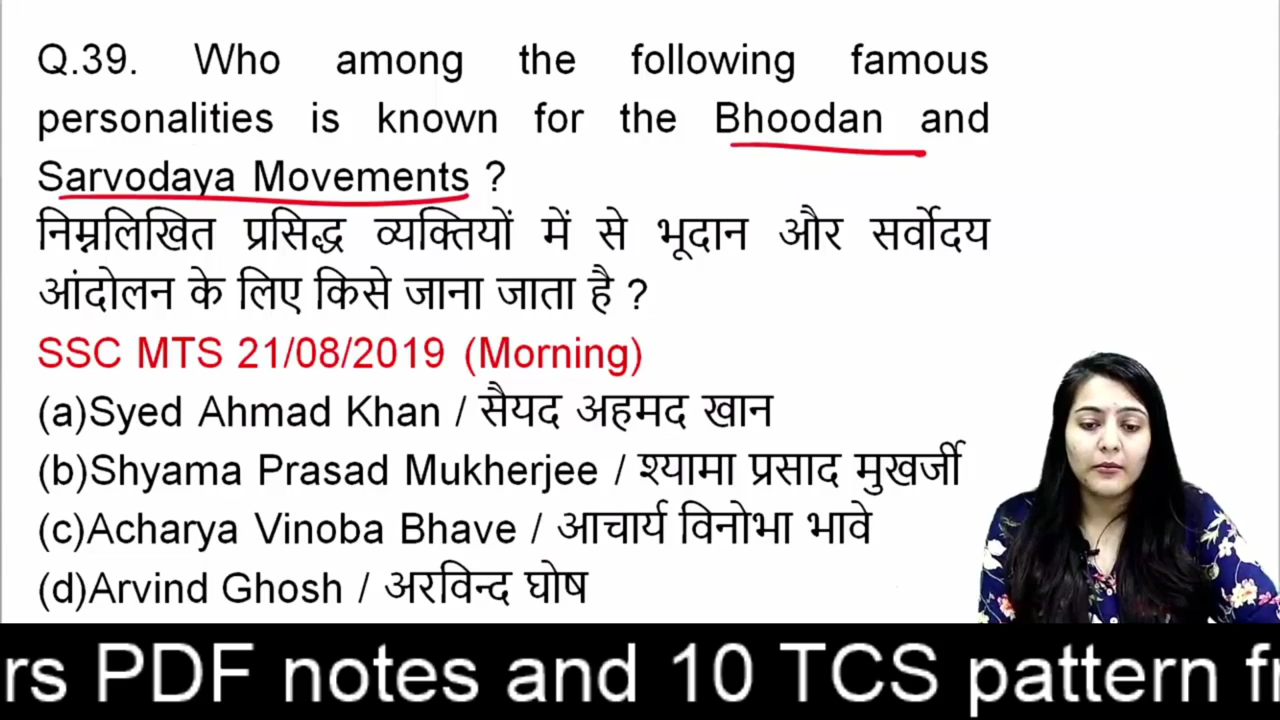 Q.39. Who among the following famous
personalities is known for the Bhoodan and
Sarvodaya Movements ?
निम्नलिखित प्रसिद्ध व्यक्तियों में से भूदान और सर्वोदय
आंदोलन के लिए किसे जाना जाता है ?
SSC MTS 21/08/2019 (Morning)
(a)Syed Ahmad Khan / सैयद अहमद खान
(b)Shyama Prasad Mukherjee / श्यामा प्रसाद मुखर्जी
(c)Acharya Vinoba Bhave / आचार्य विनोभा भावे
(d)Arvind Ghosh / अरविन्द घोष
rs PDF notes and 10 TCS pattern fr